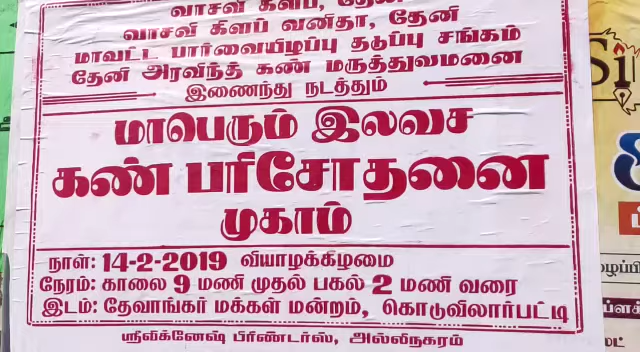 வாசவி கிளப், தேனி
வாசவி கிளப் வனிதா, தேனி
மாவட்ட பார்வையிழப்பு தடுப்பு சங்கம்
தேனி அரவிந்த் கண் மருத்துவமனை
இணைந்து நடத்தும்
மாபெரும் இலவச
கண் பரிசோதனை
முகாம்
நாள்: 14-2-2019 வியாழக்கிழமை
நேரம்: காலை 9 மணி முதல் பகல் 2 மணி வரை
இடம்: தேவாங்கர் மக்கள் மன்றம், கொடுவிலார்பட்டி
ஸ்ரீவிக்னேஷ் பிரிண்டர்ஸ், அல்லிநகரம்
Si